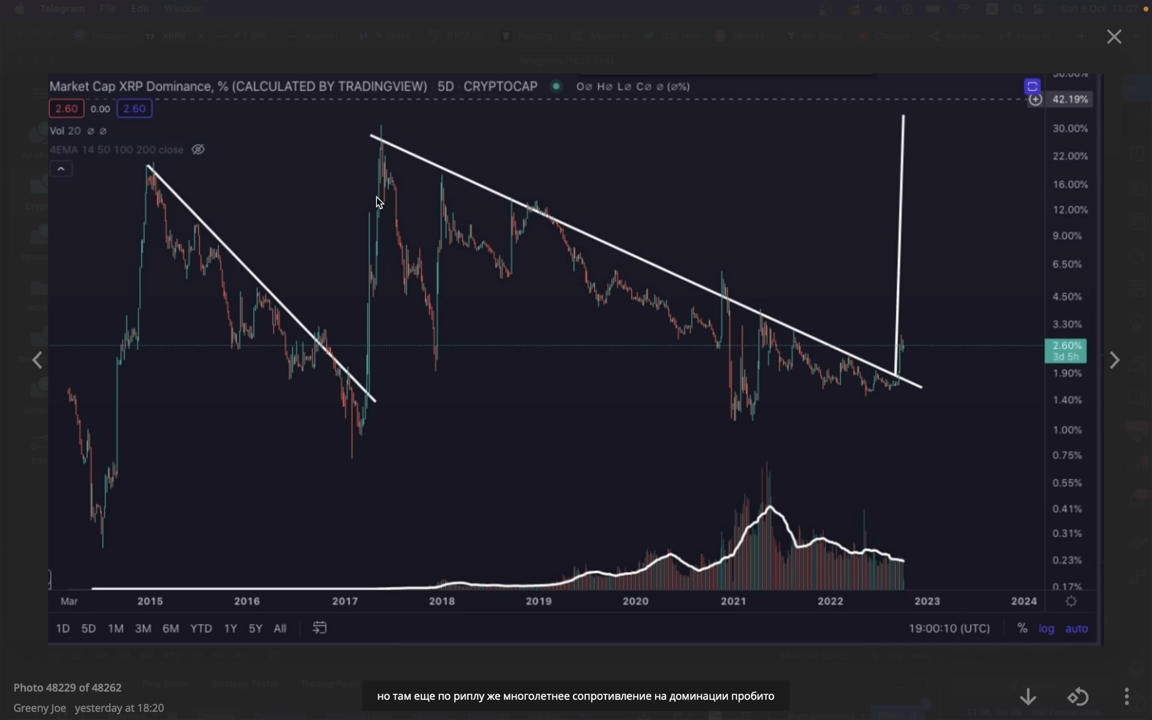 Telegram File Edit Window
Market Cap XRP Dominance, % (CALCULATED BY TRADINGVIEW) 5D CRYPTOCAP O∅ H∅ L∅ C∅ ∅ (∅%)
2.60 0.00 2.60
Vol 20 ∅ ∅
4EMA 14 50 100 200 close
42.19%
30.00%
22.00%
16.00%
12.00%
9.00%
6.50%
4.50%
3.30%
2.60%
3d 5h
1.90%
1.40%
1.00%
0.75%
0.55%
0.41%
0.31%
0.23%
0.17%
Mar 2015 2016 2017 2018 2019 2020 2021 2022 2023 2024
1D 5D 1M 3M 6M YTD 1Y 5Y All 19:00:10 (UTC) % log auto
Photo 48229 of 48262
Greeny Joe yesterday at 18:20
но там еще по риплу же многолетнее сопротивление на доминации пробито